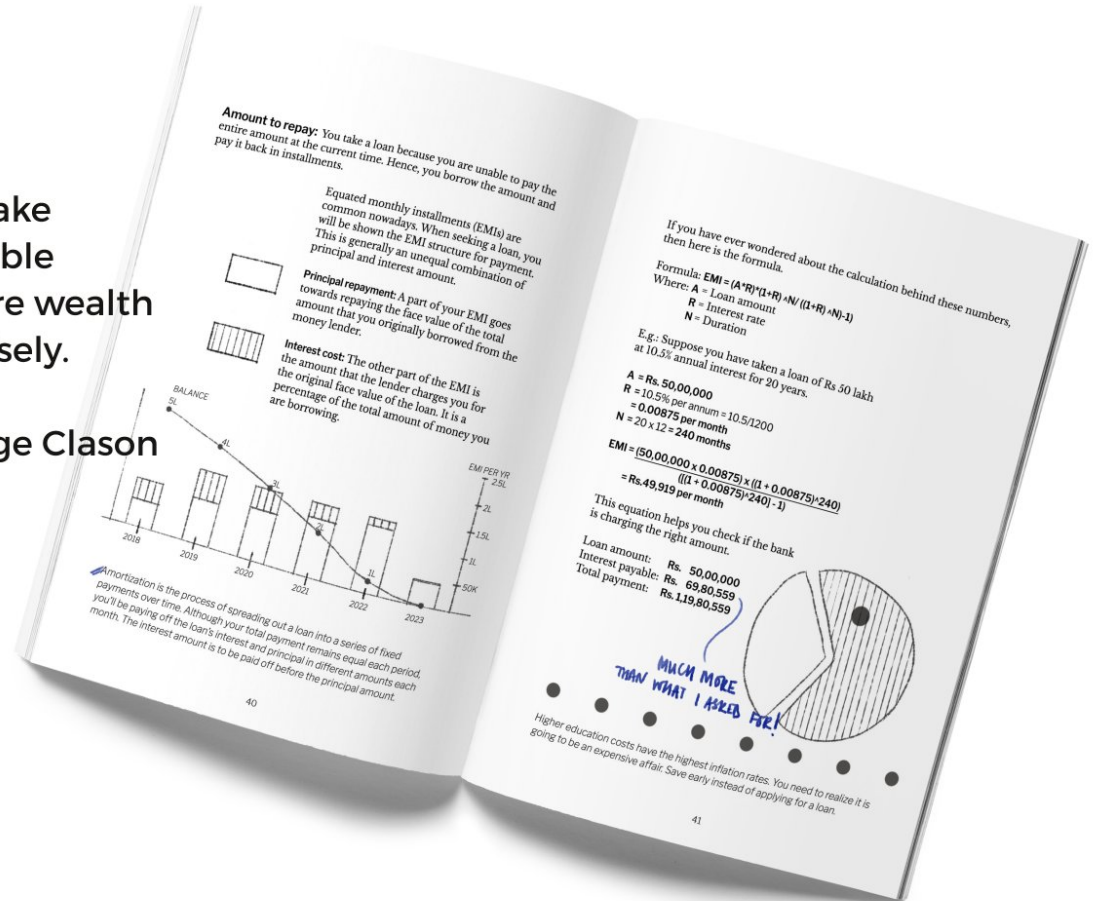 ake
ble
re wealth
sely.
ge Clason
Amount to repay: You take a loan because you are unable to pay the
entire amount at the current time. Hence, you borrow the amount and
pay it back in installments.
Equated monthly installments (EMIs) are
common nowadays. When seeking a loan, you
will be shown the EMI structure for payment.
This is generally an unequal combination of
principal and interest amount.
Principal repayment: A part of your EMI goes
towards repaying the face value of the total
amount that you originally borrowed from the
money lender.
Interest cost: The other part of the EMI is
the amount that the lender charges you for
the original face value of the loan. It is a
percentage of the total amount of money you
are borrowing.
BALANCE
5L
4L
3L
2L
1L
EMI PER YR
2.5L
2L
1.5L
1L
50K
2018
2019
2020
2021
2022
2023
Amortization is the process of spreading out a loan into a series of fixed
payments over time. Although your total payment remains equal each period,
you'll be paying off the loan's interest and principal in different amounts each
month. The interest amount is to be paid off before the principal amount.
40
If you have ever wondered about the calculation behind these numbers,
then here is the formula.
Formula: EMI = (A*R)*(1+R) ^N/ ((1+R) ^N)-1)
Where: A = Loan amount
R = Interest rate
N = Duration
E.g.: Suppose you have taken a loan of Rs 50 lakh
at 10.5% annual interest for 20 years.
A = Rs. 50,00,000
R = 10.5% per annum = 10.5/1200
= 0.00875 per month
N = 20 x 12 = 240 months
EMI = (50,00,000 x 0.00875) x ((1 + 0.00875)^240)
(((1 + 0.00875)^240] - 1)
= Rs.49,919 per month
This equation helps you check if the bank
is charging the right amount.
Loan amount: Rs. 50,00,000
Interest payable: Rs. 69,80,559
Total payment: Rs. 1,19,80,559
MUCH MORE
THAN WHAT I ASKED FOR!
Higher education costs have the highest inflation rates. You need to realize it is
going to be an expensive affair. Save early instead of applying for a loan.
41